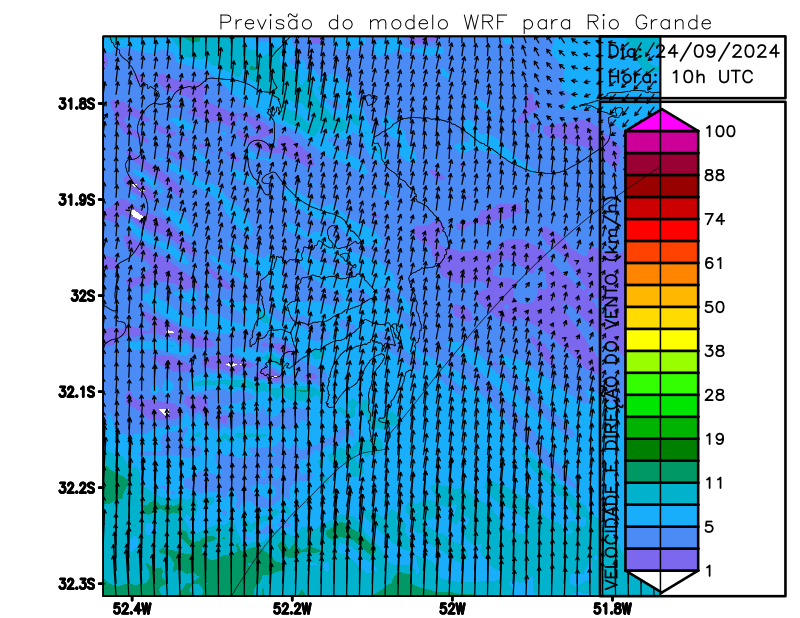 Previsão do modelo WRF para Rio Grande
Dia: 24/09/2024
Hora: 10h UTC
31.8S
31.9S
32S
32.1S
32.2S
32.3S
52.4W
52.2W
52W
51.8W
VELOCIDADE E DIREÇÃO DO VENTO (km/h)
100
88
74
61
50
38
28
19
11
5
1